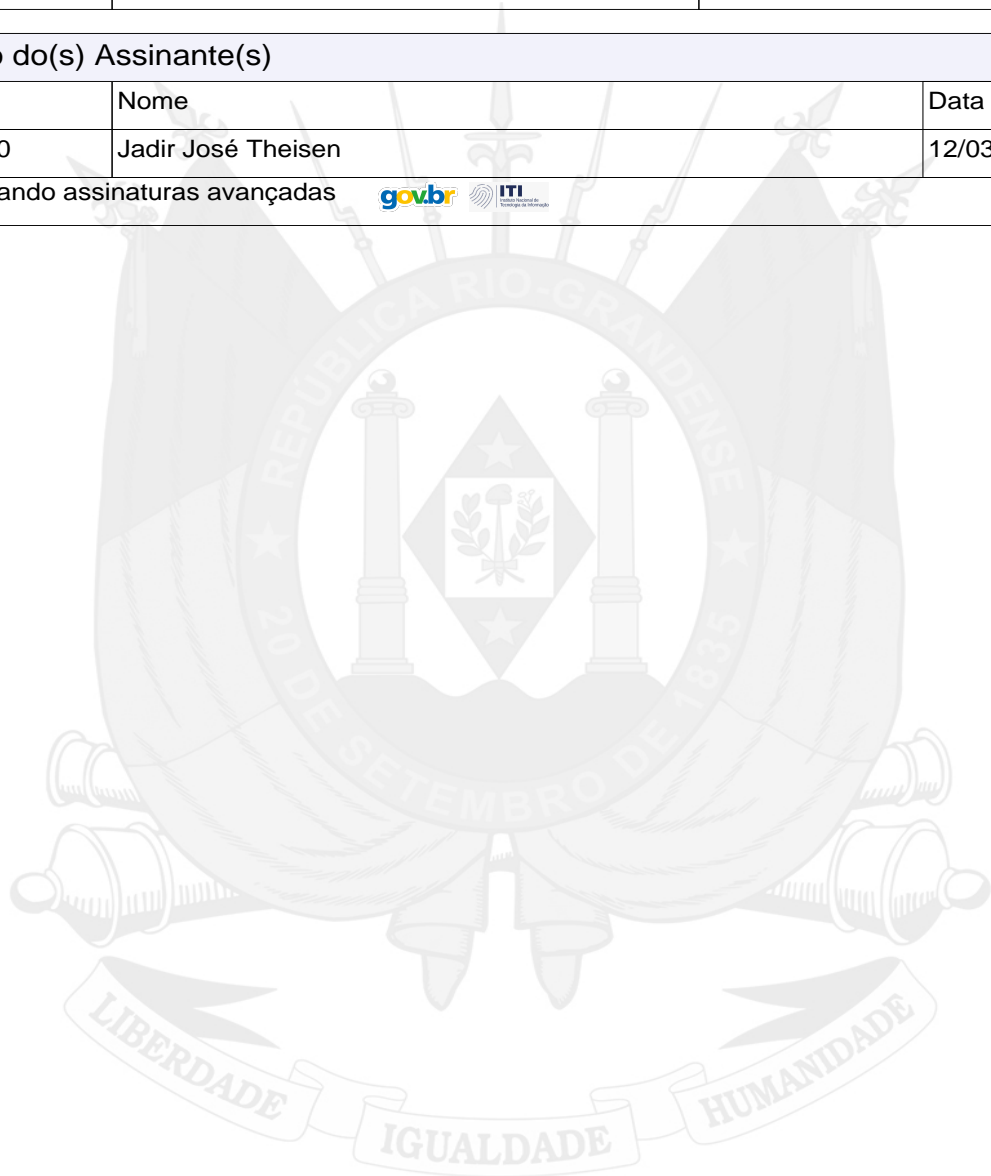 do(s) Assinante(s)
Nome
Data
0
Jadir José Theisen
12/03
ando assinaturas avançadas
gov.br
ITI
REPÚBLICA RIO-GRANDENSE
20 DE SETEMBRO DE 1835
LIBERDADE
IGUALDADE
HUMANIDADE